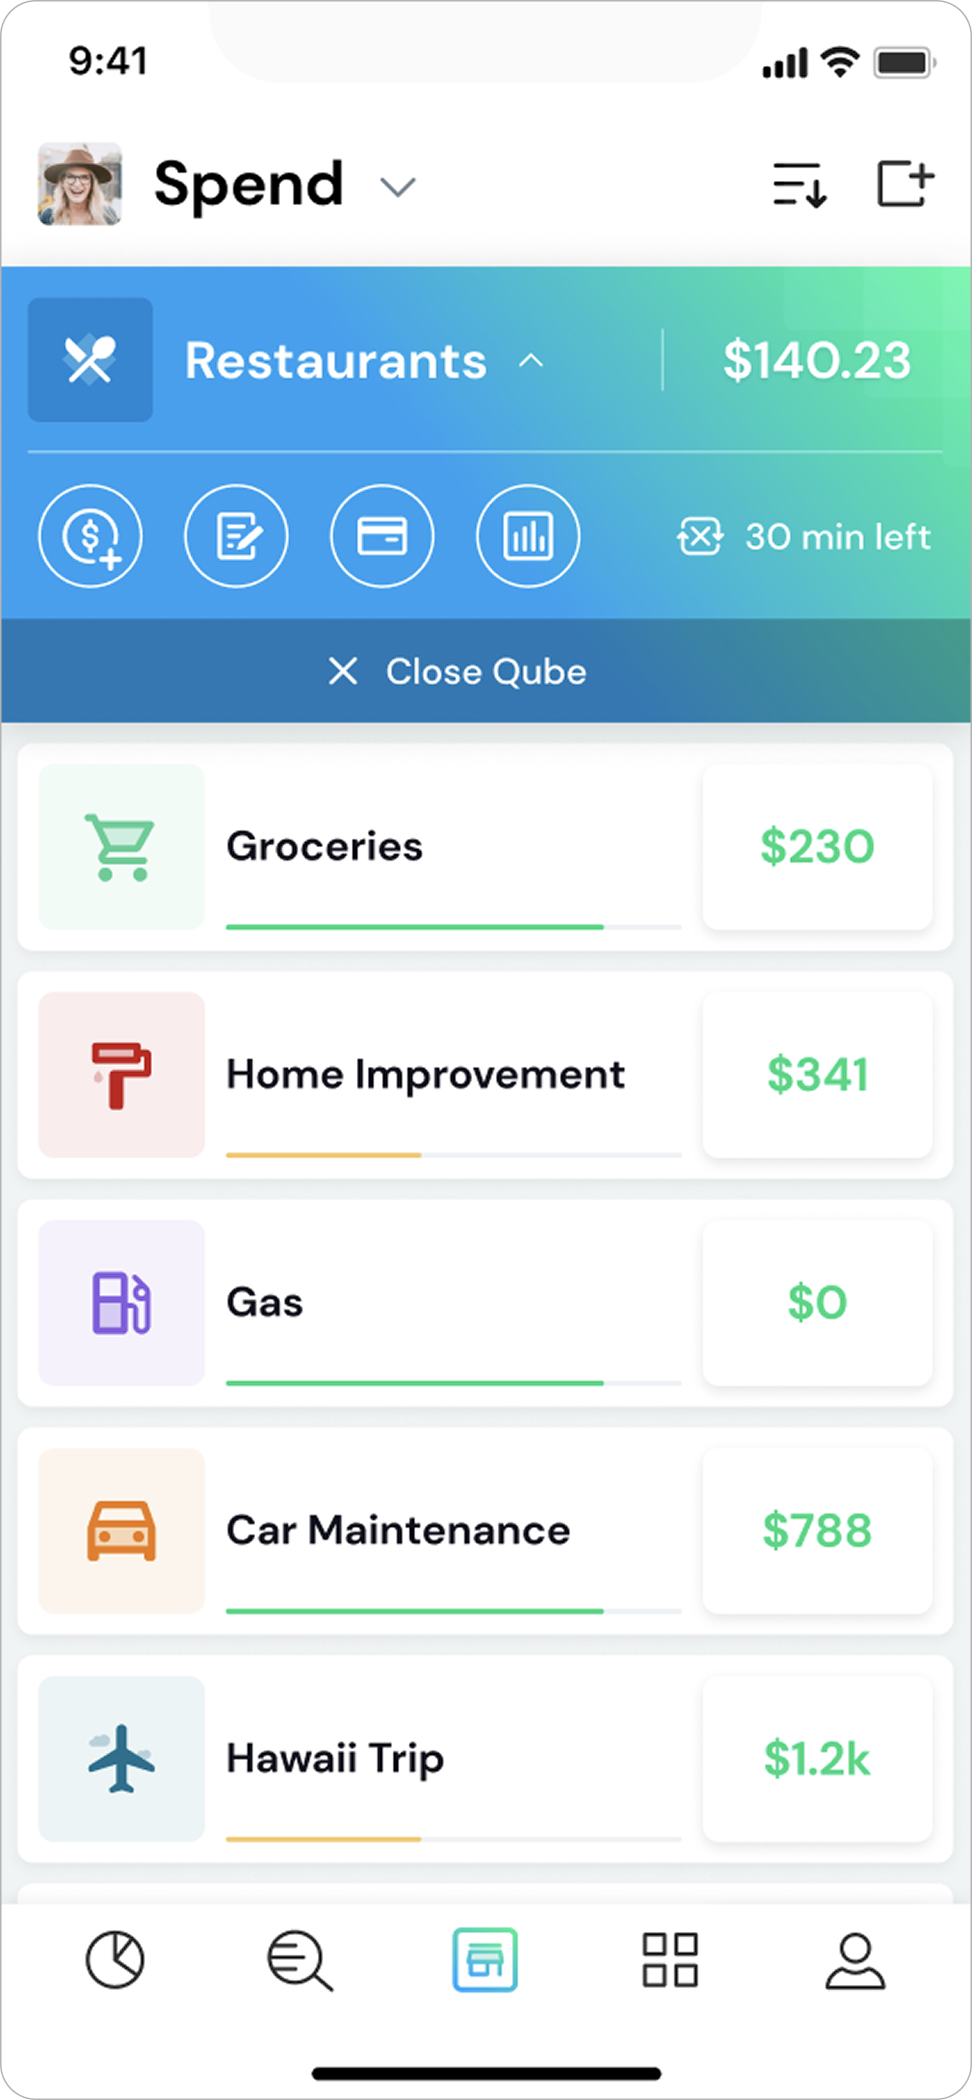 9:41
Spend
Restaurants
$140.23
30 min left
Close Qube
Groceries
$230
Home Improvement
$341
Gas
$0
Car Maintenance
$788
Hawaii Trip
$1.2k